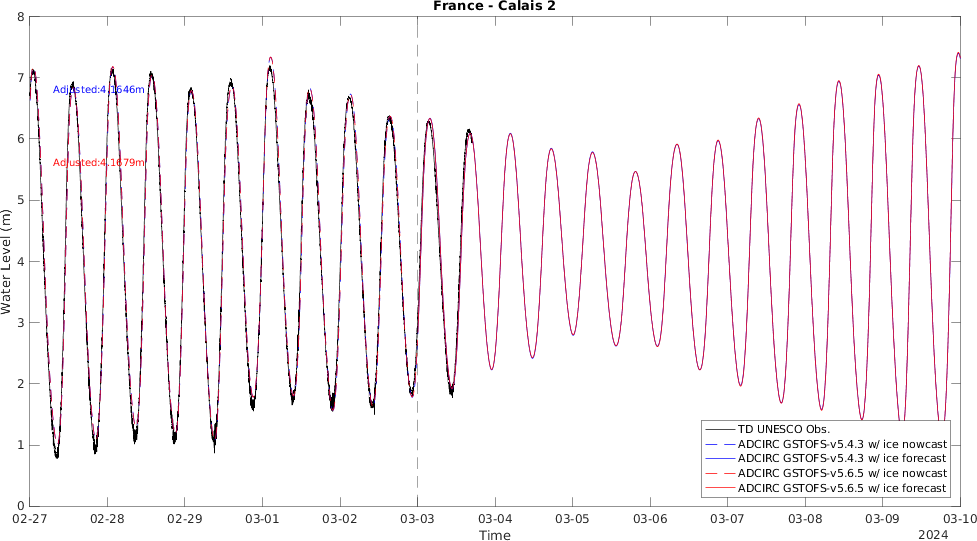 France - Calais 2
8
7
6
5
4
3
2
1
0
Water Level (m)
Adjusted:4.1646m
Adjusted:4.1679m
TD UNESCO Obs.
ADCIRC GSTOFS-v5.4.3 w/ ice nowcast
ADCIRC GSTOFS-v5.4.3 w/ ice forecast
ADCIRC GSTOFS-v5.6.5 w/ ice nowcast
ADCIRC GSTOFS-v5.6.5 w/ ice forecast
02-27 02-28 02-29 03-01 03-02 03-03 03-04 03-05 03-06 03-07 03-08 03-09 03-10
Time
2024